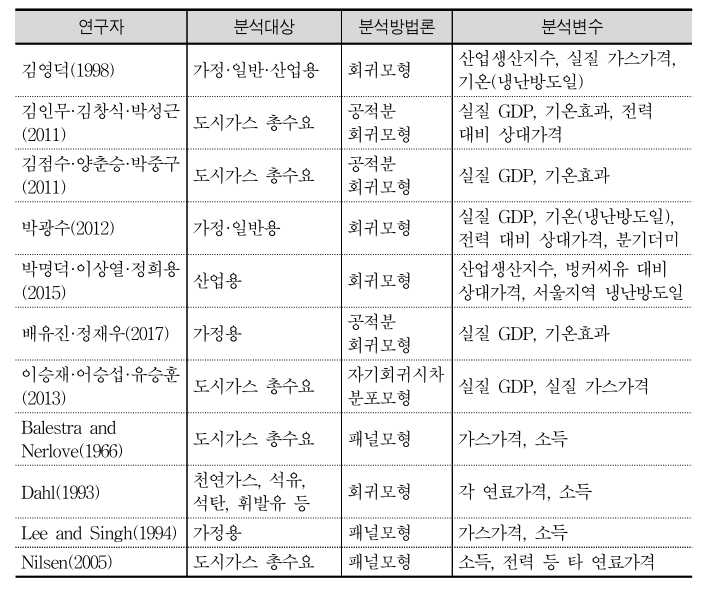 연구자 분석대상 분석방법론 분석변수
김영덕(1998) 가정·일반·산업용 회귀모형 산업생산지수, 실질 가스가격,
기온(냉난방도일)
김인무·김창식·박성근
(2011) 도시가스 총수요 공적분
회귀모형 실질 GDP, 기온효과, 전력
대비 상대가격
김점수·양춘승·박중구
(2011) 도시가스 총수요 공적분
회귀모형 실질 GDP, 기온효과
박광수(2012) 가정·일반용 회귀모형 실질 GDP, 기온(냉난방도일),
전력 대비 상대가격, 분기더미
박명덕·이상열·정희용
(2015) 산업용 회귀모형 산업생산지수, 벙커씨유 대비
상대가격, 서울지역 냉난방도일
배유진·정재우(2017) 가정용 공적분
회귀모형 실질 GDP, 기온효과
이승재·어승섭·유승훈
(2013) 도시가스 총수요 자기회귀시차
분포모형 실질 GDP, 실질 가스가격
Balestra and
Nerlove(1966) 도시가스 총수요 패널모형 가스가격, 소득
Dahl(1993) 천연가스, 석유,
석탄, 휘발유 등 회귀모형 각 연료가격, 소득
Lee and Singh(1994) 가정용 패널모형 가스가격, 소득
Nilsen(2005) 도시가스 총수요 패널모형 소득, 전력 등 타 연료가격